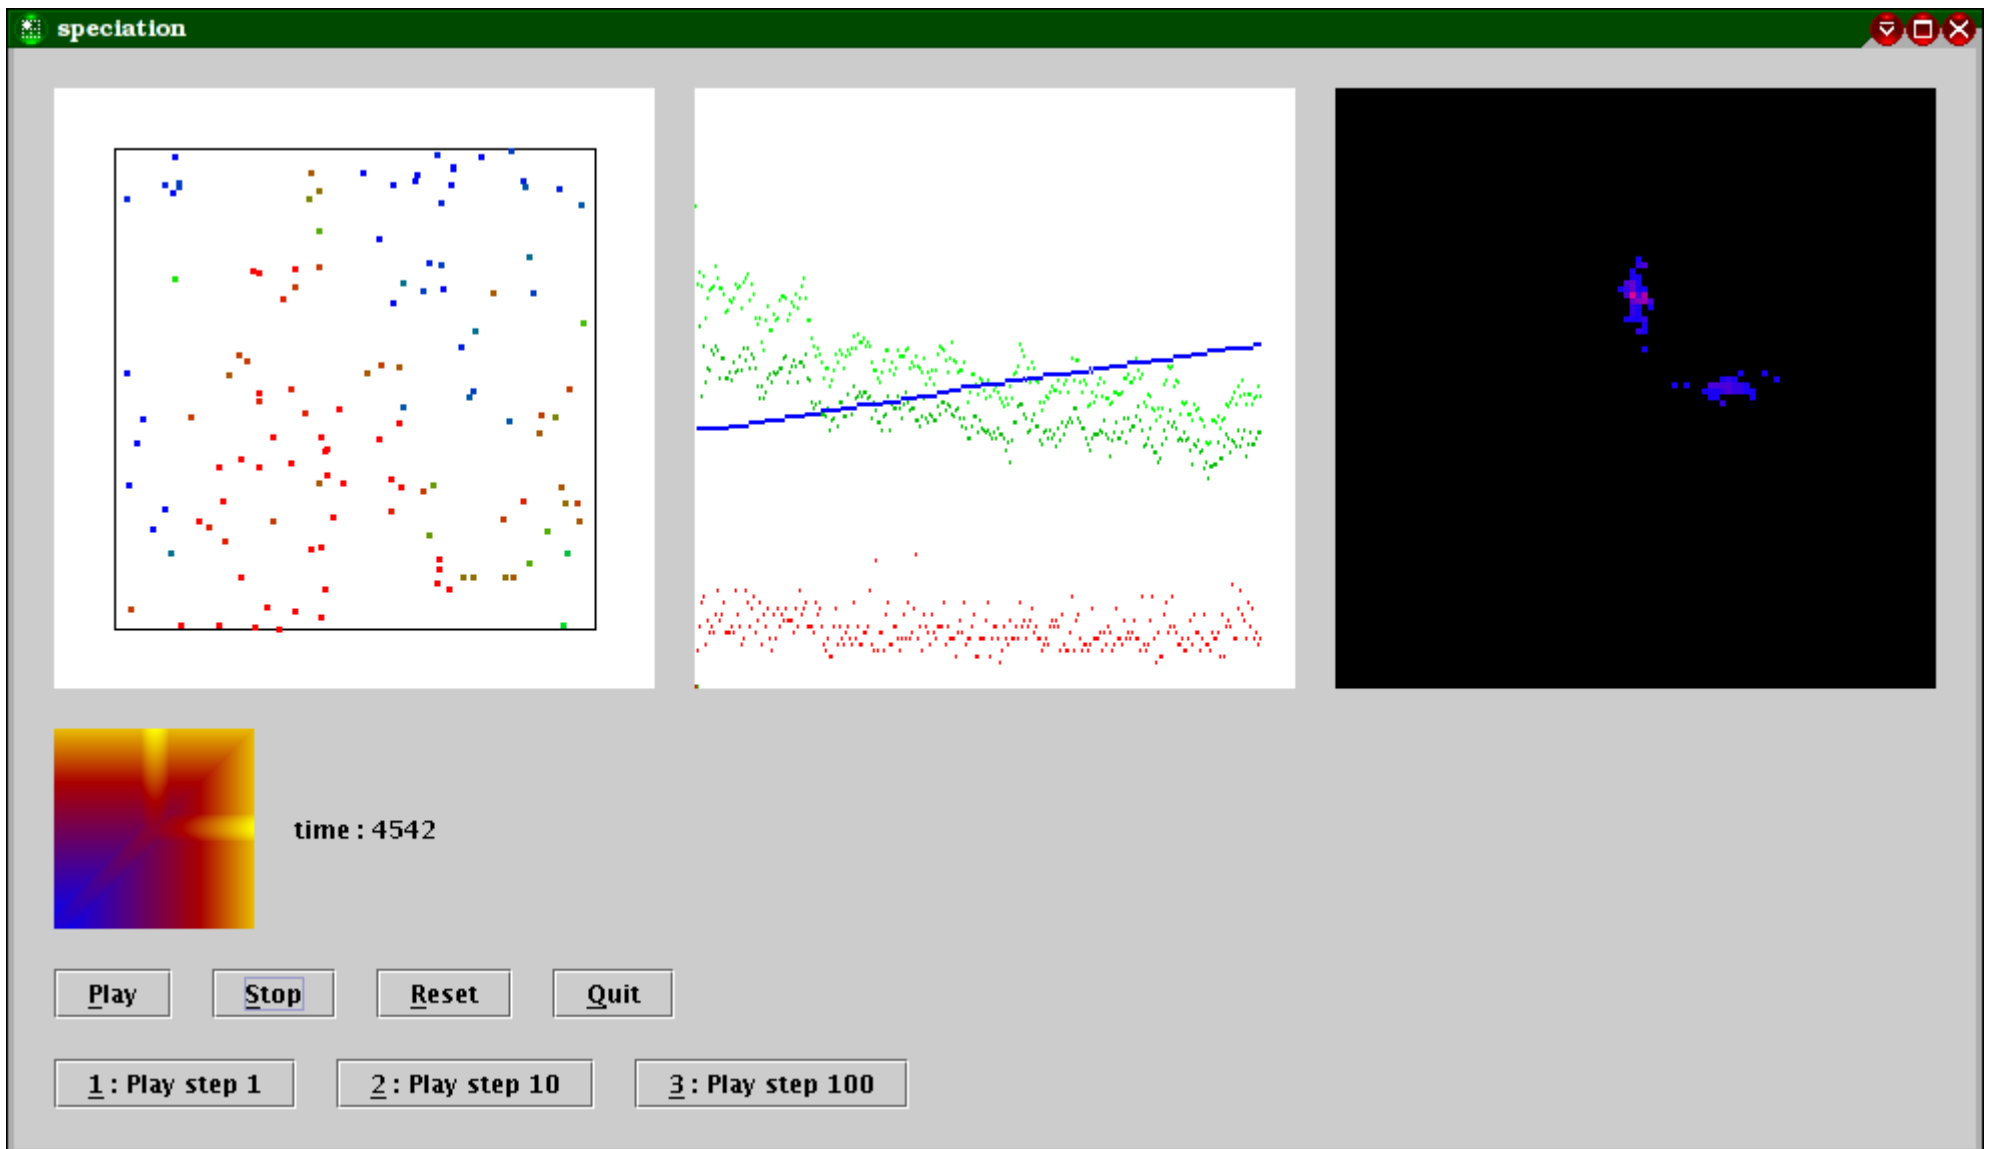 speciation
time : 4542
Play Stop Reset Quit
1 : Play step 1 2 : Play step 10 3 : Play step 100